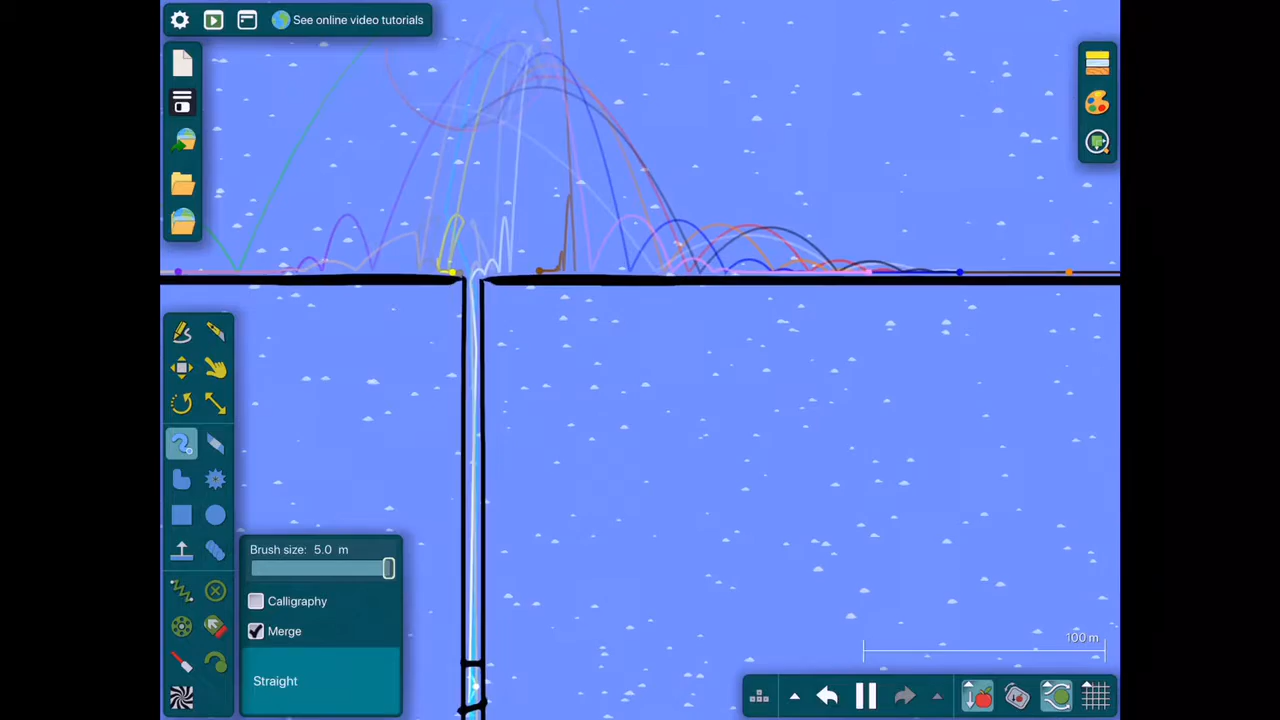 See online video tutorials
Brush size: 5.0 m
Calligraphy
Merge
Straight
100 m